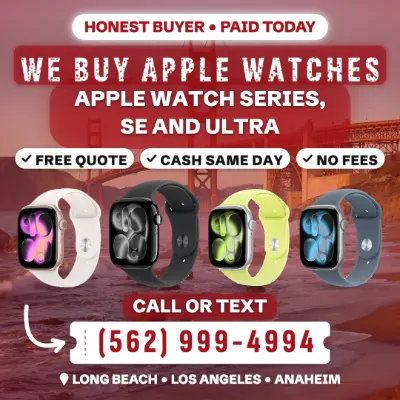 HONEST BUYER • PAID TODAY
WE BUY APPLE WATCHES
APPLE WATCH SERIES,
SE AND ULTRA
✓ FREE QUOTE ✓ CASH SAME DAY ✓ NO FEES
CALL OR TEXT
(562) 999-4994
LONG BEACH • LOS ANGELES • ANAHEIM